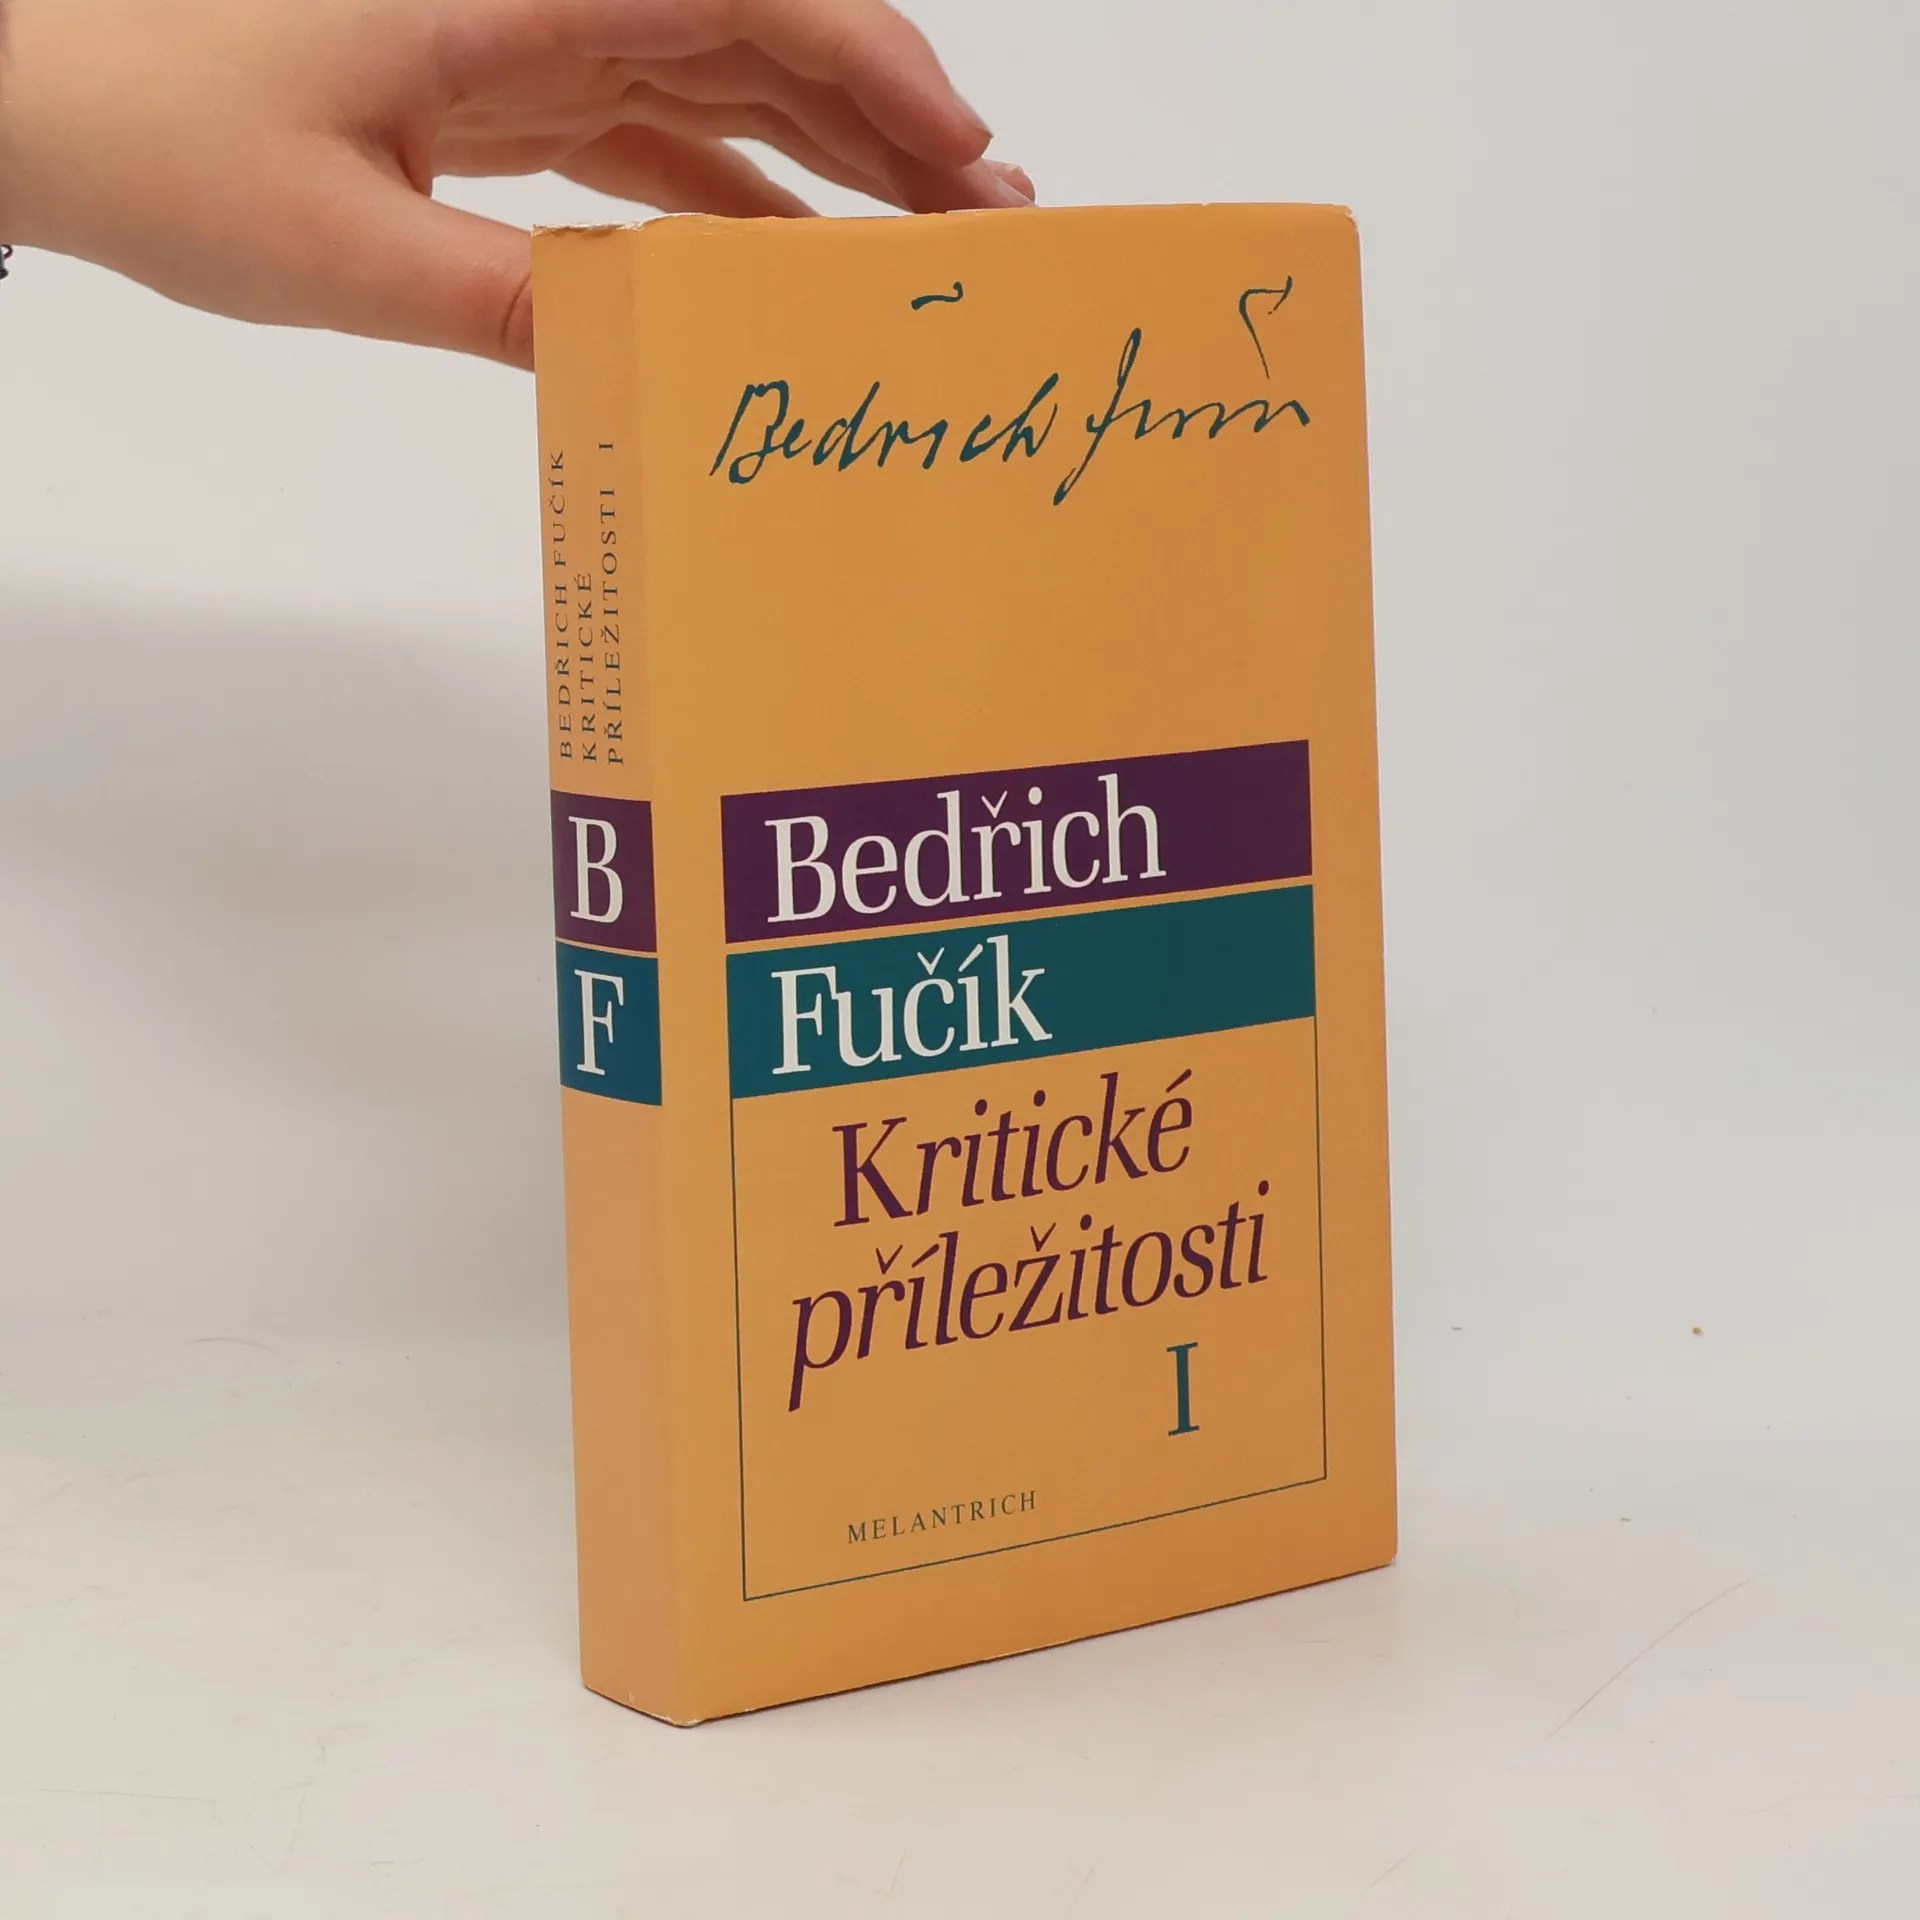 Bedřich Fučík
BEDŘICH FUČÍK
KRITICKÉ
PŘÍLEŽITOSTI I
B
F
Bedřich
Fučík
Kritické
příležitosti
I
MELANTRICH